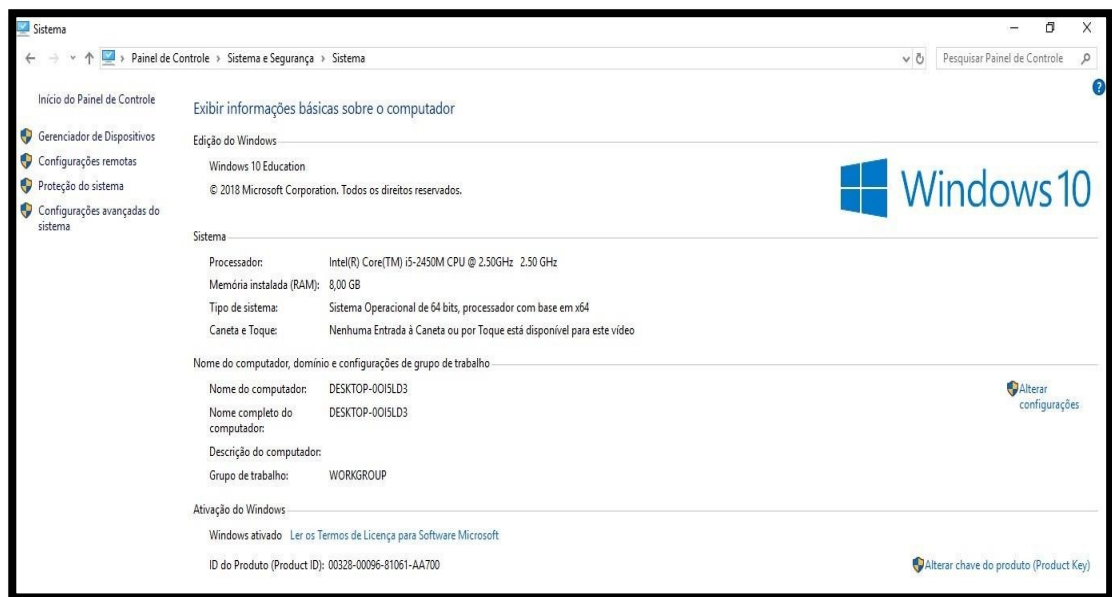 Sistema
Painel de Controle › Sistema e Segurança › Sistema
Pesquisar Painel de Controle
Início do Painel de Controle
Gerenciador de Dispositivos
Configurações remotas
Proteção do sistema
Configurações avançadas do
sistema
Exibir informações básicas sobre o computador
Edição do Windows
Windows 10 Education
© 2018 Microsoft Corporation. Todos os direitos reservados.
Windows 10
Sistema
Processador: Intel(R) Core(TM) i5-2450M CPU @ 2.50GHz 2.50 GHz
Memória instalada (RAM): 8,00 GB
Tipo de sistema: Sistema Operacional de 64 bits, processador com base em x64
Caneta e Toque: Nenhuma Entrada à Caneta ou por Toque está disponível para este vídeo
Nome do computador, domínio e configurações de grupo de trabalho
Nome do computador: DESKTOP-0OI5LD3
Nome completo do DESKTOP-0OI5LD3
computador:
Descrição do computador:
Grupo de trabalho: WORKGROUP
Alterar
configurações
Ativação do Windows
Windows ativado Ler os Termos de Licença para Software Microsoft
ID do Produto (Product ID): 00328-00096-81061-AA700
Alterar chave do produto (Product Key)